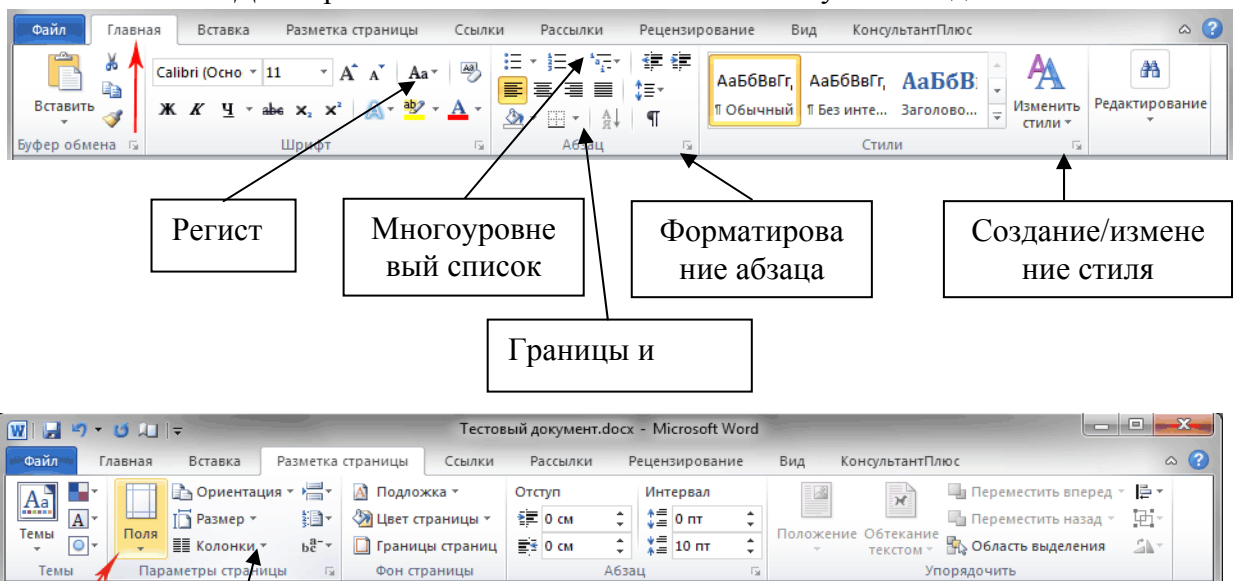 Файл Главная Вставка Разметка страницы Ссылки Рассылки Рецензирование Вид КонсультантПлюс
Calibri (Осно 11 Aa
Вставить
Ж К Ч abc x₂ x² A
АаБбВвГг, АаБбВвГг, АаБбВ
¶ Обычный ¶ Без инте... Заголово...
Изменить стили
Редактирование
Буфер обмена Шрифт Абзац Стили
Регист
Многоуровне
вый список
Форматирова
ние абзаца
Создание/измене
ние стиля
Границы и
Тестовый документ.docx - Microsoft Word
Файл Главная Вставка Разметка страницы Ссылки Рассылки Рецензирование Вид КонсультантПлюс
Темы
Поля
Ориентация
Размер
Колонки
Подложка
Цвет страницы
Границы страниц
Отступ Интервал
0 см 0 пт
0 см 10 пт
Положение Обтекание текстом
Переместить вперед
Переместить назад
Область выделения
Темы Параметры страницы Фон страницы Абзац Упорядочить